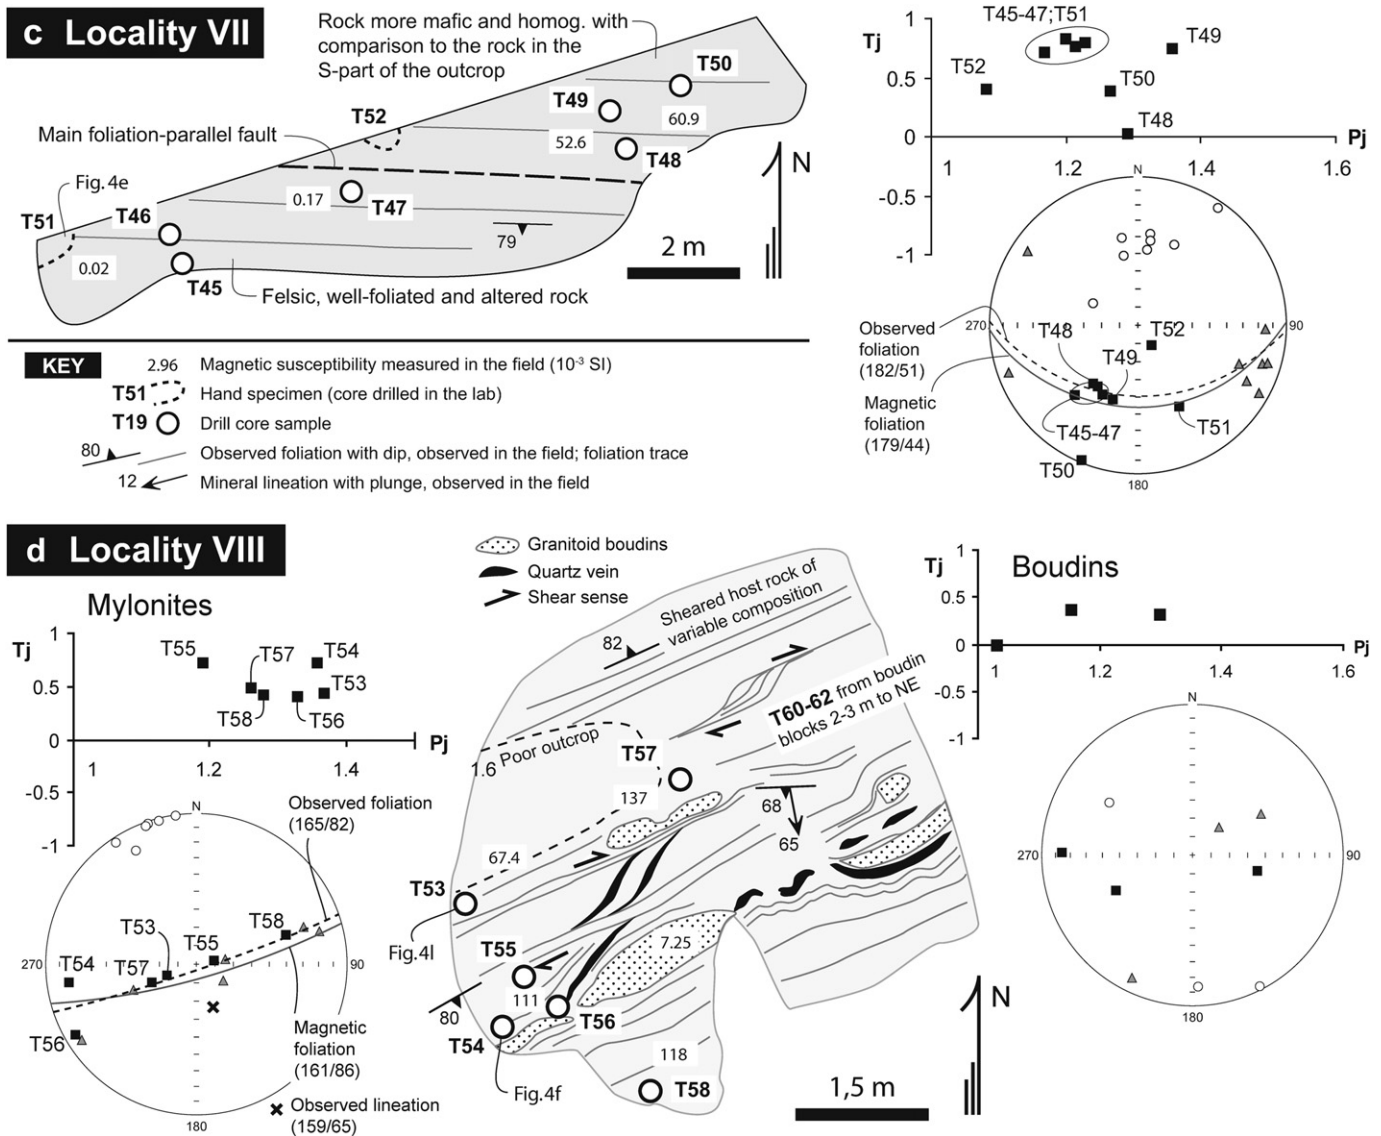 c Locality VII
Rock more mafic and homog. with
comparison to the rock in the
S-part of the outcrop
T50
T49
T52
60.9
52.6
T48
Main foliation-parallel fault
N
Fig.4e
0.17
T47
T51
T46
79
2 m
0.02
T45
Felsic, well-foliated and altered rock
KEY
2.96 Magnetic susceptibility measured in the field (10-3 SI)
T51 Hand specimen (core drilled in the lab)
T19 Drill core sample
80 Observed foliation with dip, observed in the field; foliation trace
12 Mineral lineation with plunge, observed in the field
Tj
1
T45-47;T51
T49
T52
0.5
T50
T48
0
Pj
1 1.2 1.4 1.6
-0.5
-1
N
Observed
foliation
(182/51)
270
90
T48
T52
T49
Magnetic
foliation
(179/44)
T45-47
T51
T50
180
d Locality VIII
Mylonites
Tj
1
T55
T57
T54
0.5
T58
T56
T53
0
Pj
1 1.2 1.4 1.6
-0.5
-1
N
Observed foliation
(165/82)
T53
T58
T55
270
T54
T57
90
T56
Magnetic
foliation
(161/86)
Observed lineation
(159/65)
180
Granitoid boudins
Quartz vein
Shear sense
Sheared host rock of
variable composition
82
T60-62 from boudin
blocks 2-3 m to NE
Poor outcrop
T57
137
68
65
67.4
T53
Fig.4l
T55
7.25
111
80
T56
T54
118
Fig.4f
T58
N
1,5 m
Tj
1
Boudins
0.5
0
Pj
1 1.2 1.4 1.6
-0.5
-1
N
270
90
180